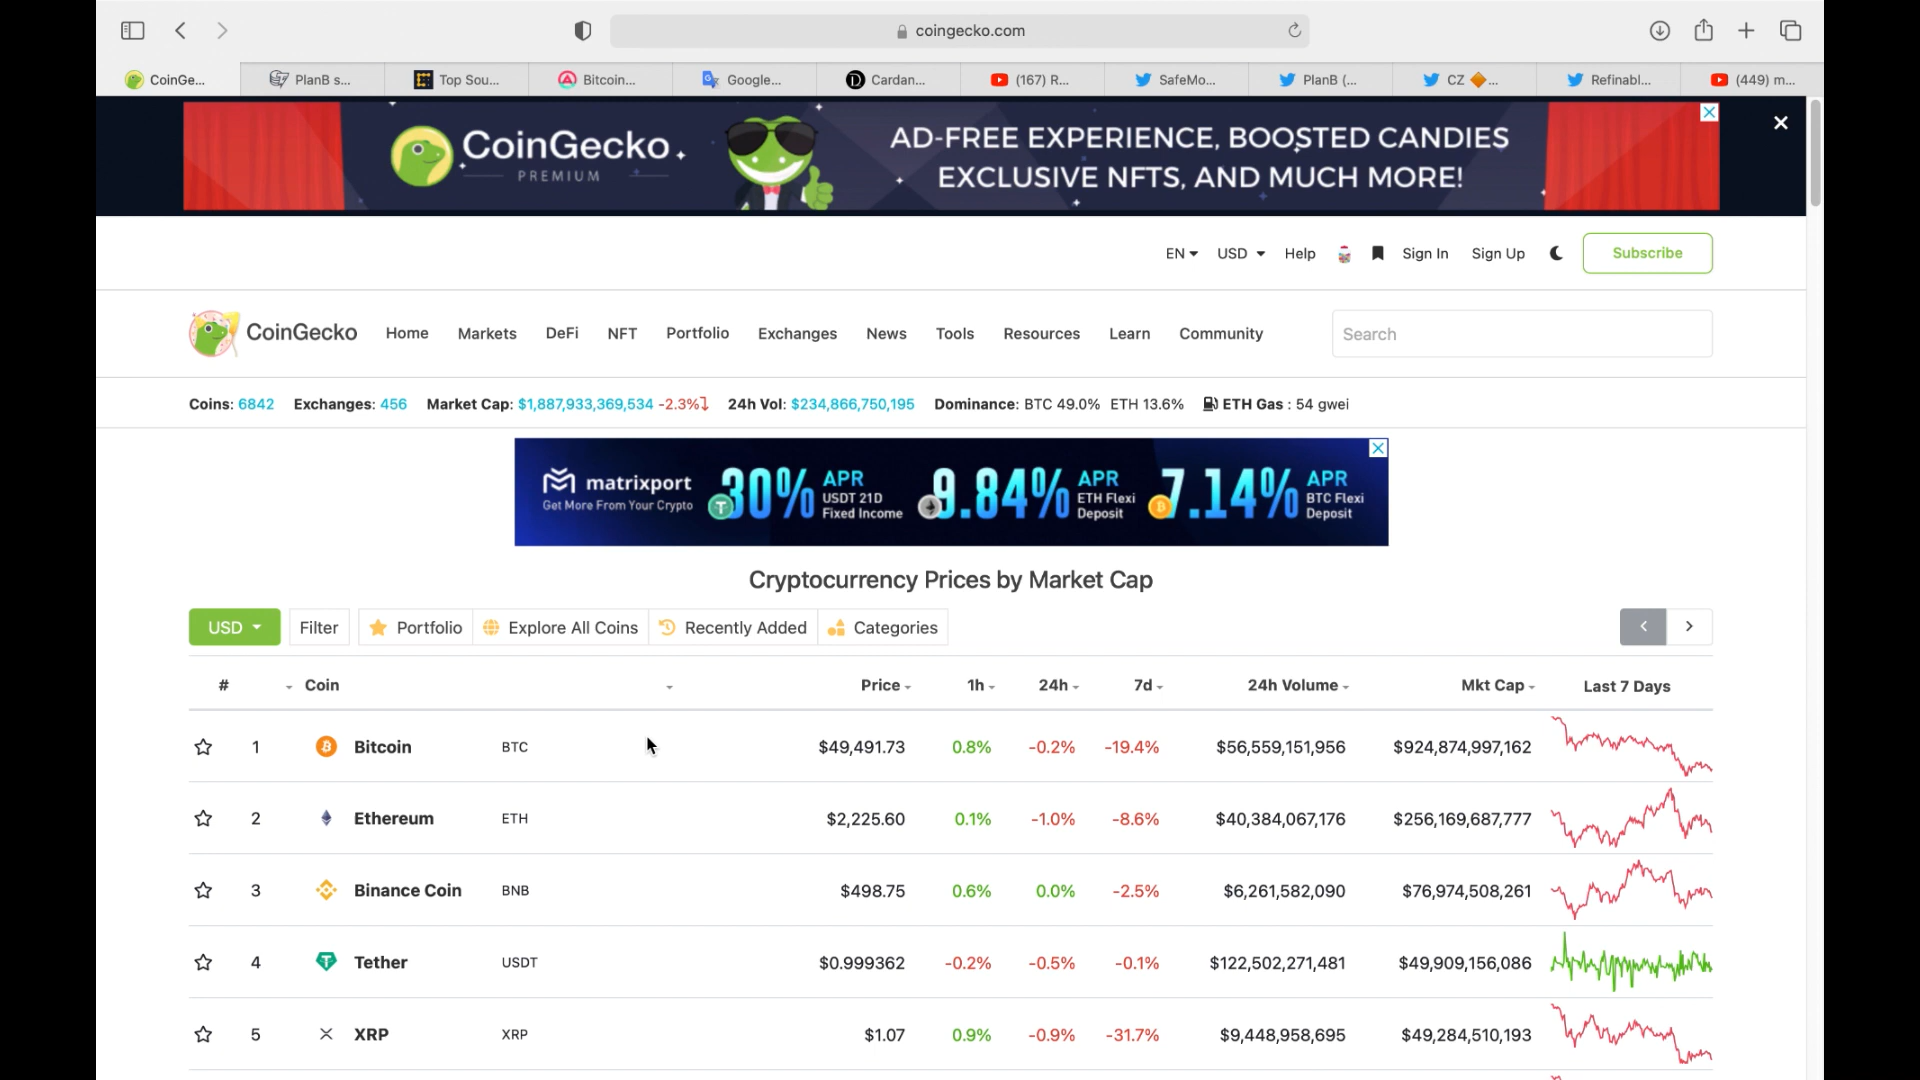 coingecko.com
CoinGe...
PlanB s...
Top Sou...
Bitcoin...
Google...
Cardan...
(167) R...
SafeMo...
PlanB (...
CZ 🔶...
Refinabl...
(449) m...
CoinGecko
PREMIUM
AD-FREE EXPERIENCE, BOOSTED CANDIES
EXCLUSIVE NFTS, AND MUCH MORE!
EN USD Help Sign In Sign Up Subscribe
CoinGecko Home Markets DeFi NFT Portfolio Exchanges News Tools Resources Learn Community Search
Coins: 6842 Exchanges: 456 Market Cap: $1,887,933,369,534 -2.3% 24h Vol: $234,866,750,195 Dominance: BTC 49.0% ETH 13.6% ETH Gas : 54 gwei
matrixport
Get More From Your Crypto
30% APR
USDT 21D
Fixed Income
9.84% APR
ETH Flexi
Deposit
7.14% APR
BTC Flexi
Deposit
Cryptocurrency Prices by Market Cap
USD Filter Portfolio Explore All Coins Recently Added Categories
# Coin Price 1h 24h 7d 24h Volume Mkt Cap Last 7 Days
1 Bitcoin BTC $49,491.73 0.8% -0.2% -19.4% $56,559,151,956 $924,874,997,162
2 Ethereum ETH $2,225.60 0.1% -1.0% -8.6% $40,384,067,176 $256,169,687,777
3 Binance Coin BNB $498.75 0.6% 0.0% -2.5% $6,261,582,090 $76,974,508,261
4 Tether USDT $0.999362 -0.2% -0.5% -0.1% $122,502,271,481 $49,909,156,086
5 XRP XRP $1.07 0.9% -0.9% -31.7% $9,448,958,695 $49,284,510,193